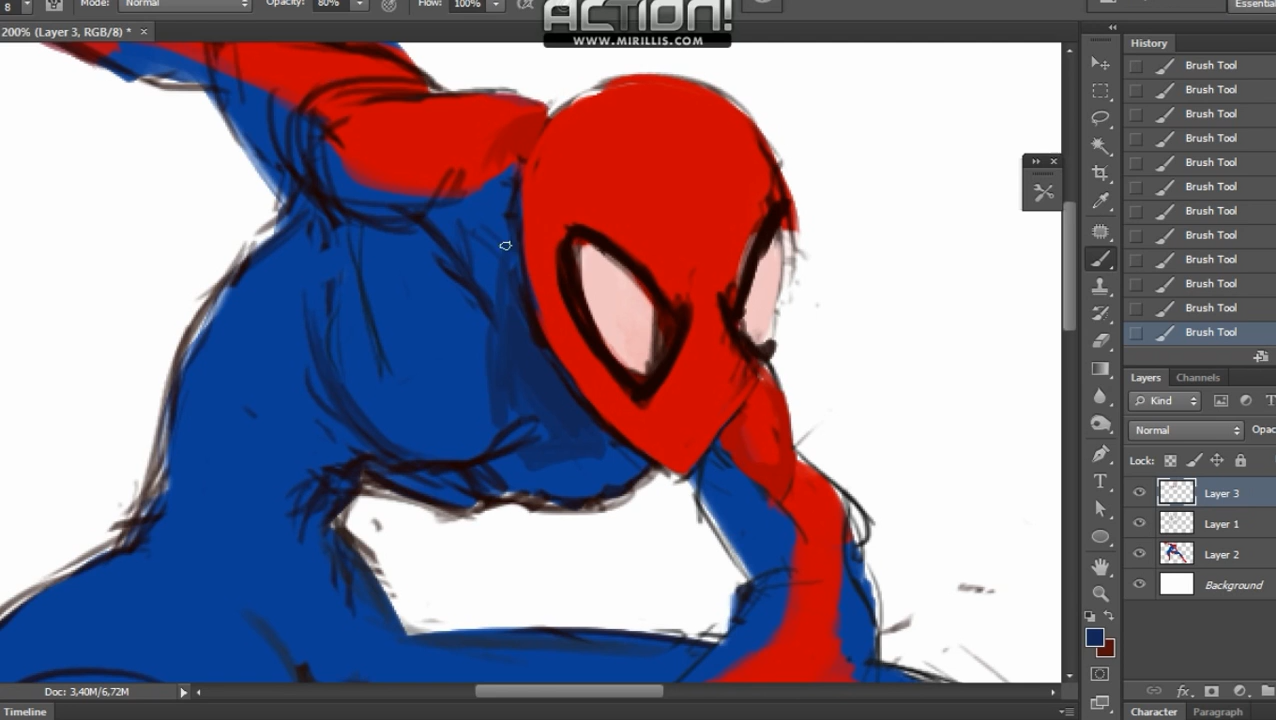 8 Mode: Normal Opacity: 80% Flow: 100% Essential
ACTION!
WWW.MIRILLIS.COM
200% (Layer 3, RGB/8) * ×
History
Brush Tool
Brush Tool
Brush Tool
Brush Tool
Brush Tool
Brush Tool
Brush Tool
Brush Tool
Brush Tool
Brush Tool
Brush Tool
Brush Tool
Layers Channels
Kind
Normal Opac
Lock:
Layer 3
Layer 1
Layer 2
Background
Doc: 3,40M/6,72M
Timeline
Character Paragraph